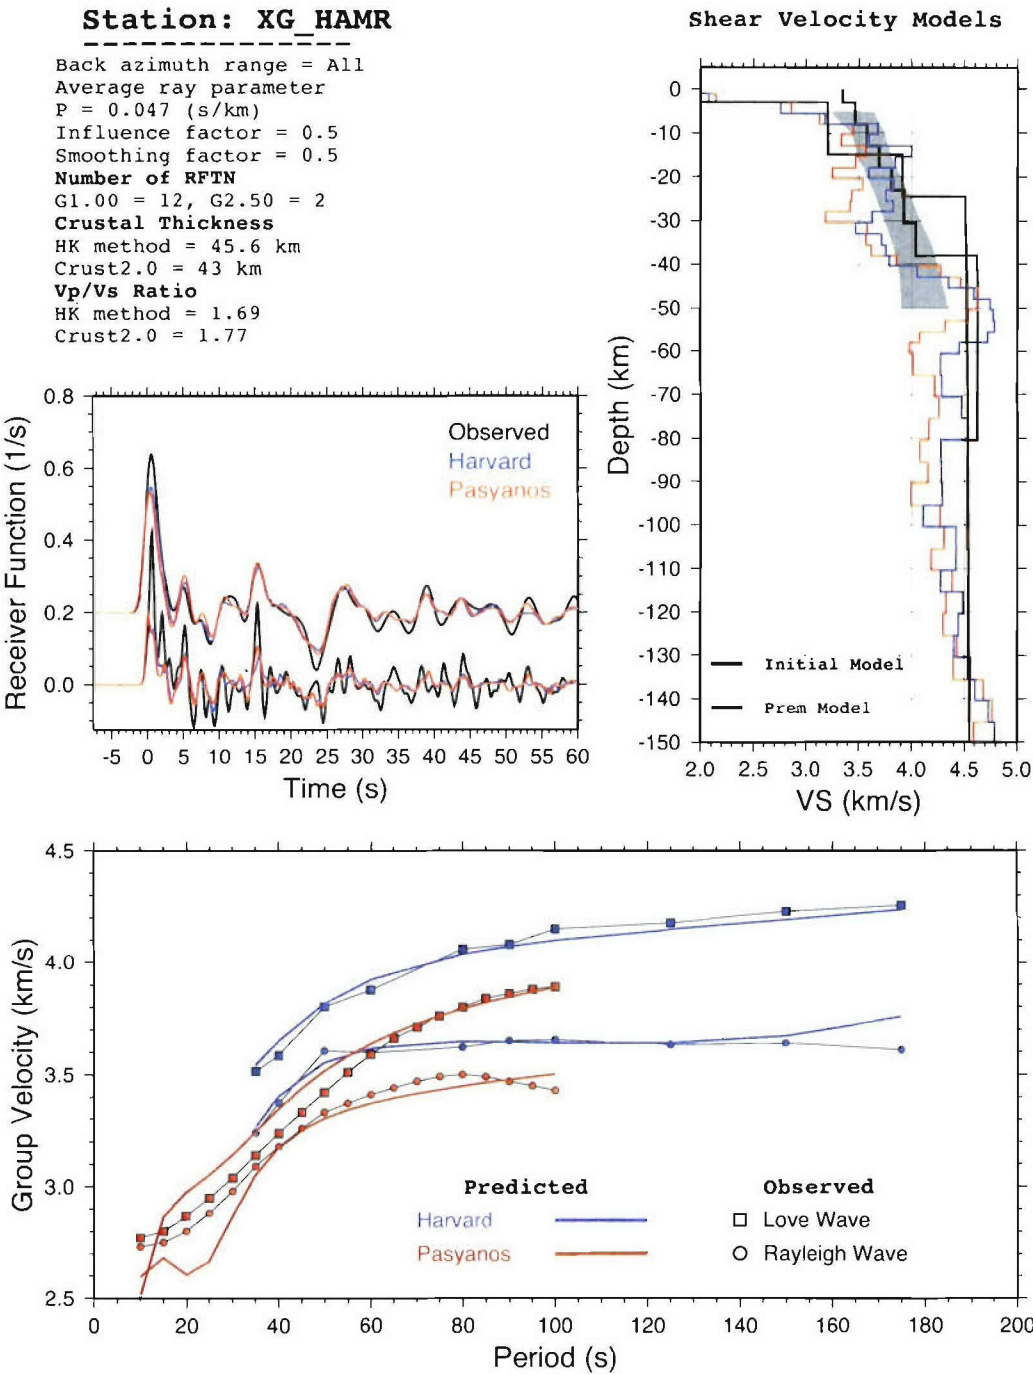 Station: XG_HAMR
Back azimuth range = All
Average ray parameter
P = 0.047 (s/km)
Influence factor = 0.5
Smoothing factor = 0.5
Number of RFTN
G1.00 = 12, G2.50 = 2
Crustal Thickness
HK method = 45.6 km
Crust2.0 = 43 km
Vp/Vs Ratio
HK method = 1.69
Crust2.0 = 1.77
Shear Velocity Models
0
-10
-20
-30
-40
-50
-60
-70
-80
-90
-100
-110
-120
-130
-140
-150
Depth (km)
Initial Model
Prem Model
2.0 2.5 3.0 3.5 4.0 4.5 5.0
VS (km/s)
0.8
0.6
0.4
0.2
0.0
Receiver Function (1/s)
Observed
Harvard
Pasyanos
-5 0 5 10 15 20 25 30 35 40 45 50 55 60
Time (s)
4.5
4.0
3.5
3.0
2.5
Group Velocity (km/s)
Predicted Observed
Harvard Love Wave
Pasyanos Rayleigh Wave
0 20 40 60 80 100 120 140 160 180 200
Period (s)